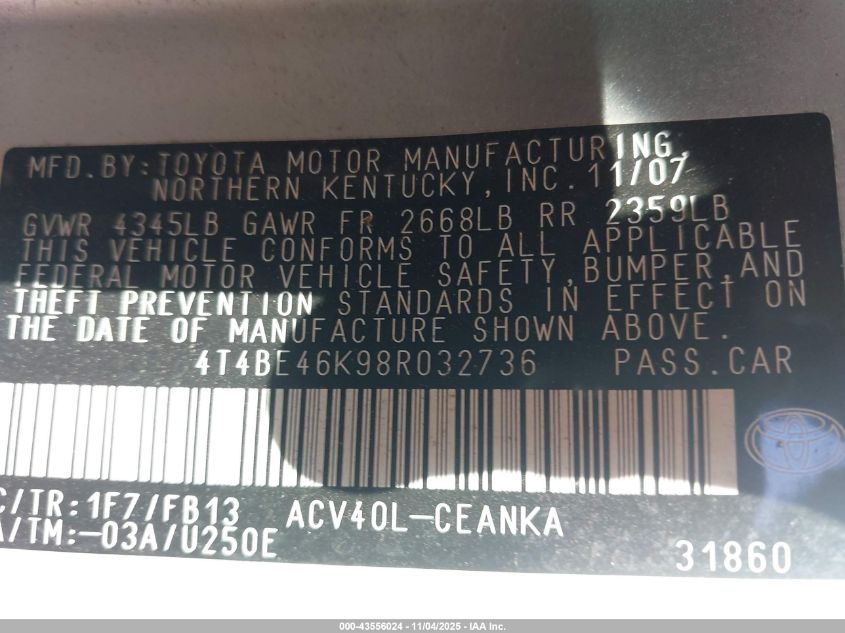 MFD.BY:TOYOTA MOTOR MANUFACTURING,
NORTHERN KENTUCKY,INC. 11/07
GVWR 4345LB GAWR FR 2668LB RR 2359LB
THIS VEHICLE CONFORMS TO ALL APPLICABLE
FEDERAL MOTOR VEHICLE SAFETY,BUMPER,AND
THEFT PREVENTION STANDARDS IN EFFECT ON
THE DATE OF MANUFACTURE SHOWN ABOVE.
4T4BE46K98R032736 PASS.CAR
C/TR:1F7/FB13 ACV40L-CEANKA
A/TM:-03A/U250E
31860
000-43556024 - 11/04/2025 - IAA Inc.